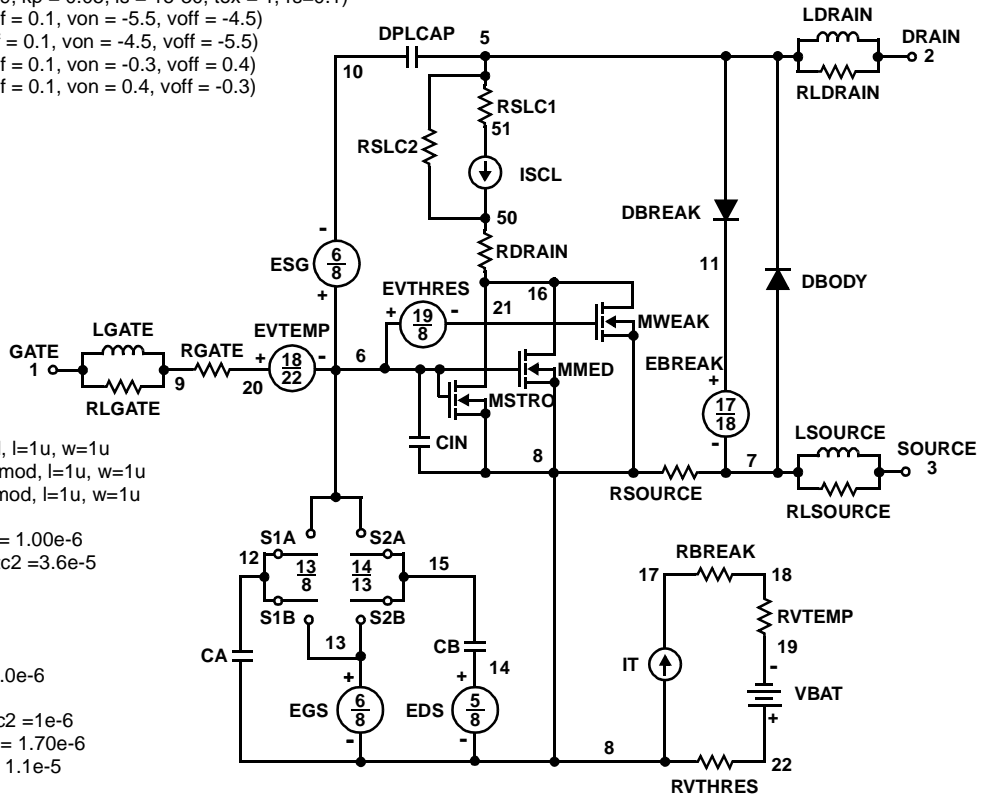 = 1, rs=0.1)
f = 0.1, von = -5.5, voff = -4.5)
f = 0.1, von = -4.5, voff = -5.5)
f = 0.1, von = -0.3, voff = 0.4)
f = 0.1, von = 0.4, voff = -0.3)
LDRAIN
DPLCAP 5 DRAIN
2
10
RLDRAIN
RSLC1
51
RSLC2
ISCL
50
DBREAK
RDRAIN
ESG 6 8
11
DBODY
EVTHRES
16
21
19 8
MWEAK
LGATE
EVTEMP
GATE
1
RGATE
18 22
6
MMED
EBREAK
9
20
MSTRO
17 18
RLGATE
LSOURCE
CIN
8
7
SOURCE
3
RSOURCE
RLSOURCE
l, l=1u, w=1u
mod, l=1u, w=1u
mod, l=1u, w=1u
= 1.00e-6
c2 =3.6e-5
.0e-6
c2 =1e-6
= 1.70e-6
1.1e-5
S1A
S2A
12
13 8
14 13
15
S1B
S2B
13
CA
CB
14
EGS 6 8
EDS 5 8
RBREAK
17
18
RVTEMP
IT
19
VBAT
8
22
RVTHRES